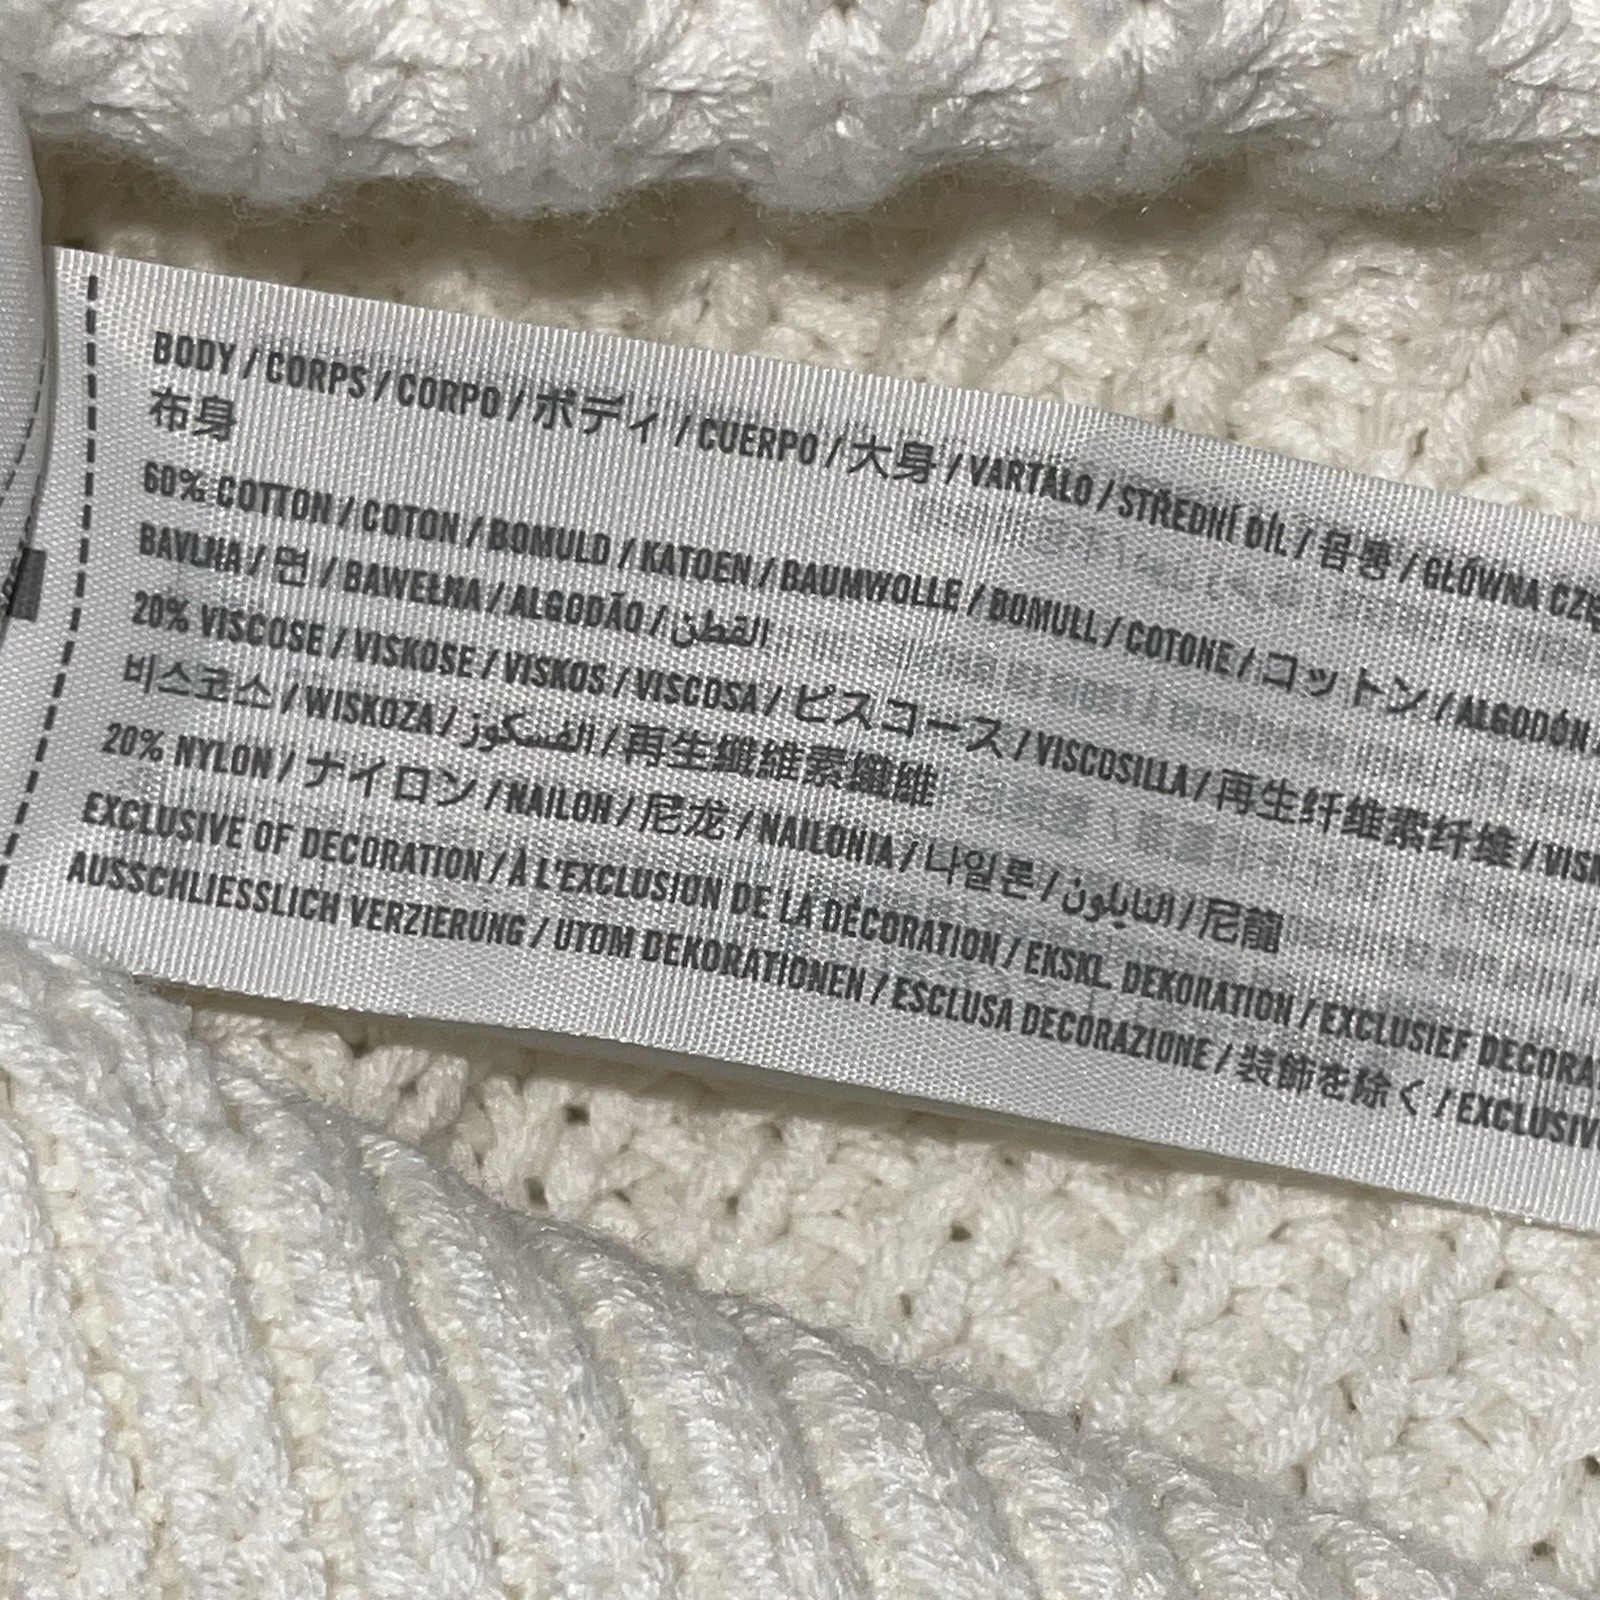 BODY / CORPS / CORPO / ボディ / CUERPO / 大身 / VARTALO / STŘEDNÍ DÍL / 몸통 / GŁÓWNA CZĘ
布身
60% COTTON / COTON / BOMULD / KATOEN / BAUMWOLLE / BOMULL / COTONE / コットン / ALGODÓN
BAVLNA / 면 / BAWEŁNA / ALGODÃO / القطن
20% VISCOSE / VISKOSE / VISKOS / VISCOSA / ビスコース / VISCOSILLA / 再生纤维素纤维 / VISK
비스코스 / WISKOZA / الفسكوز / 再生纖維素纖維
20% NYLON / ナイロン / NAILON / 尼龙 / NAILONIA / 나일론 / النايلون / 尼龍
EXCLUSIVE OF DECORATION / À L'EXCLUSION DE LA DÉCORATION / EKSKL. DEKORATION / EXCLUSIEF DECORA
AUSSCHLIESSLICH VERZIERUNG / UTOM DEKORATIONEN / ESCLUSA DECORAZIONE / 装飾を除く / EXCLUSIV